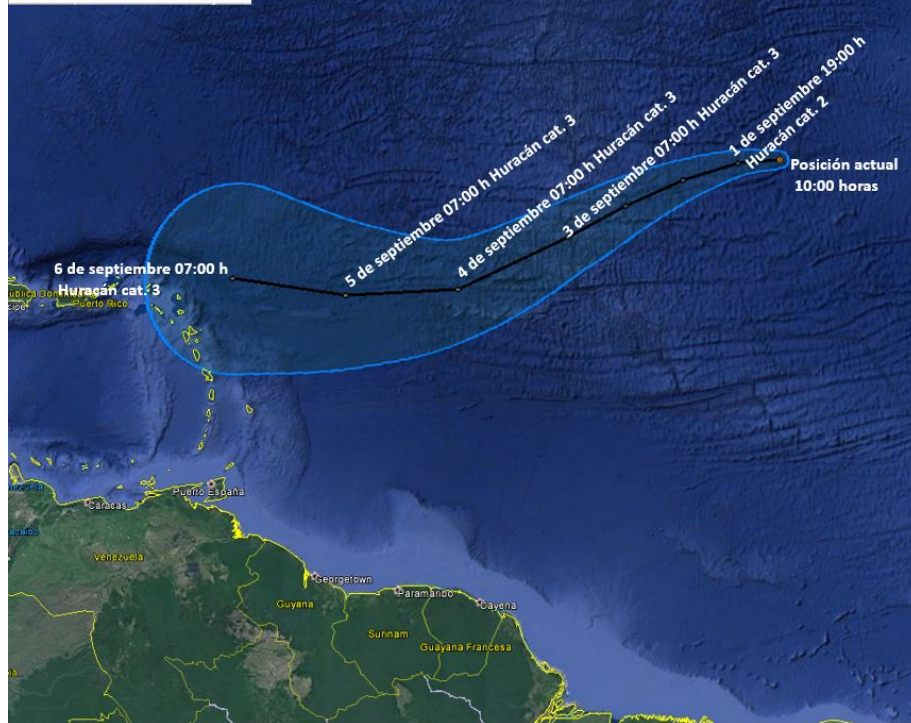 1 de septiembre 19:00 h
Huracán cat. 2
Posición actual
10:00 horas
3 de septiembre 07:00 h Huracán cat. 3
4 de septiembre 07:00 h Huracán cat. 3
5 de septiembre 07:00 h Huracán cat. 3
6 de septiembre 07:00 h
Huracán cat. 3
Puerto Rico
Puerto España
Caracas
Venezuela
Georgetown
Guyana
Paramaribo
Surinam
Cayena
Guayana Francesa